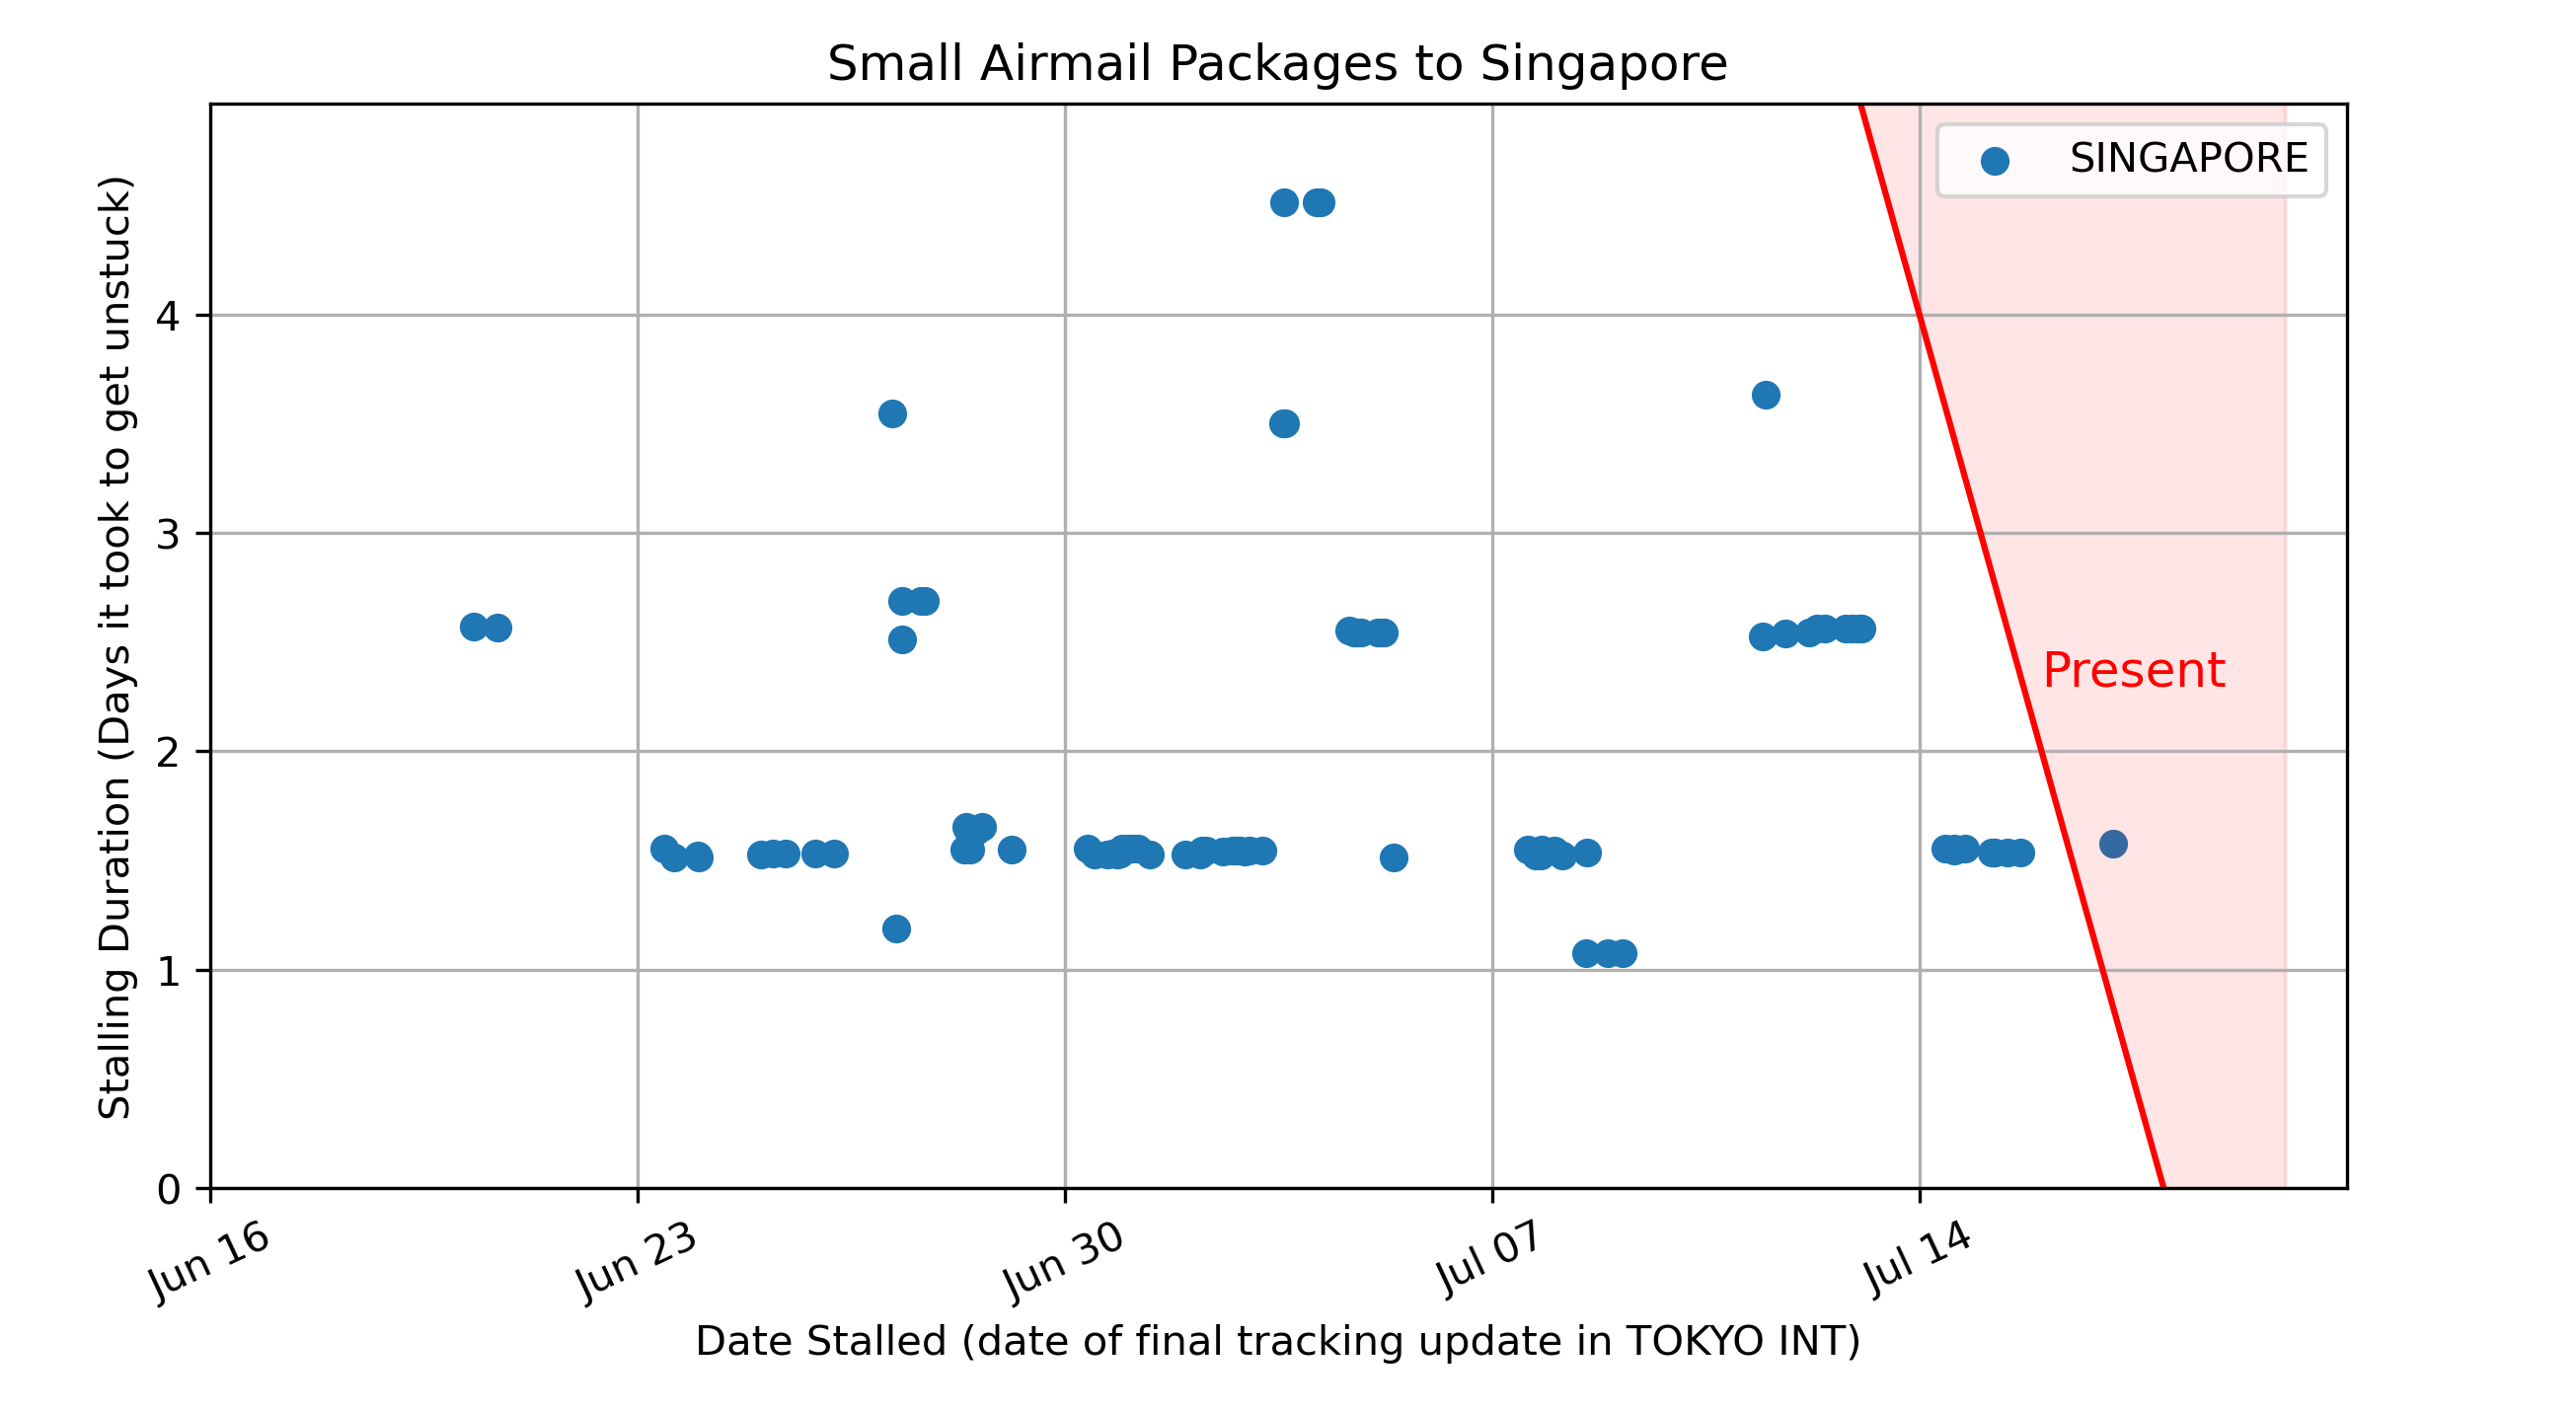 Small Airmail Packages to Singapore
SINGAPORE
Stalling Duration (Days it took to get unstuck)
4
3
2
1
0
Present
Jun 16
Jun 23
Jun 30
Jul 07
Jul 14
Date Stalled (date of final tracking update in TOKYO INT)